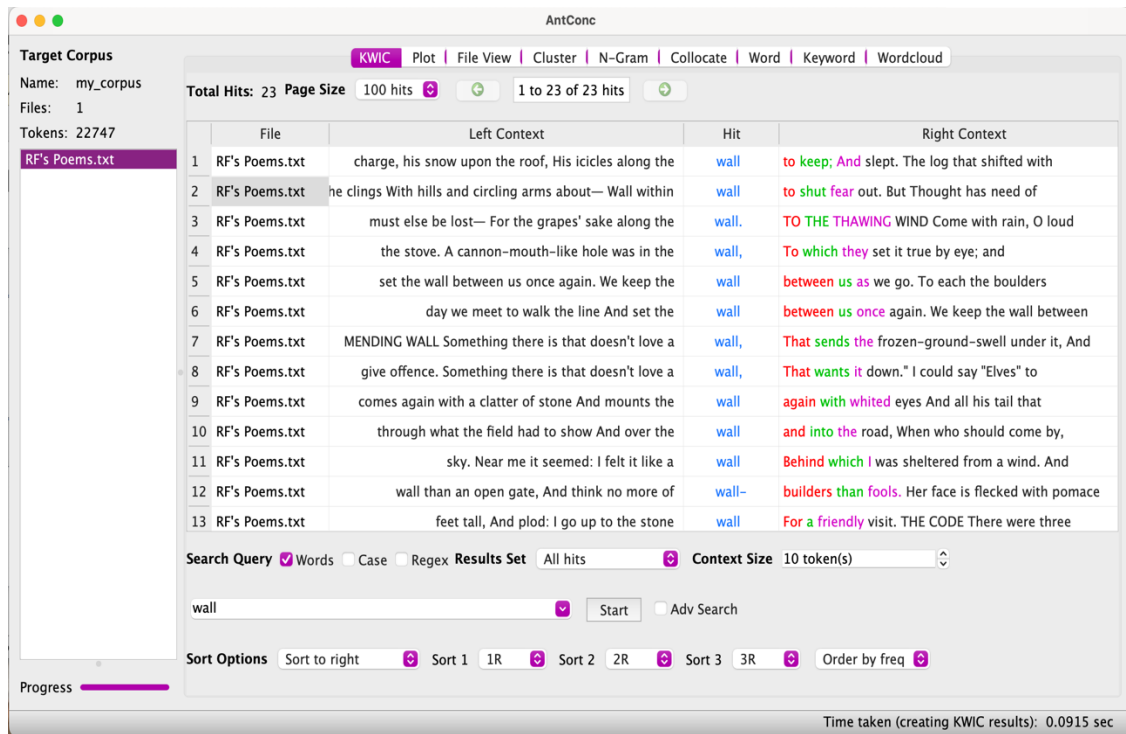 AntConc
Target Corpus
Name: my_corpus
Files: 1
Tokens: 22747
RF's Poems.txt
Progress
KWIC Plot File View Cluster N-Gram Collocate Word Keyword Wordcloud
Total Hits: 23 Page Size 100 hits 1 to 23 of 23 hits
File Left Context Hit Right Context
1 RF's Poems.txt charge, his snow upon the roof, His icicles along the wall to keep; And slept. The log that shifted with
2 RF's Poems.txt he clings With hills and circling arms about— Wall within wall to shut fear out. But Thought has need of
3 RF's Poems.txt must else be lost— For the grapes' sake along the wall. TO THE THAWING WIND Come with rain, O loud
4 RF's Poems.txt the stove. A cannon-mouth-like hole was in the wall, To which they set it true by eye; and
5 RF's Poems.txt set the wall between us once again. We keep the wall between us as we go. To each the boulders
6 RF's Poems.txt day we meet to walk the line And set the wall between us once again. We keep the wall between
7 RF's Poems.txt MENDING WALL Something there is that doesn't love a wall, That sends the frozen-ground-swell under it, And
8 RF's Poems.txt give offence. Something there is that doesn't love a wall, That wants it down." I could say "Elves" to
9 RF's Poems.txt comes again with a clatter of stone And mounts the wall again with whited eyes And all his tail that
10 RF's Poems.txt through what the field had to show And over the wall and into the road, When who should come by,
11 RF's Poems.txt sky. Near me it seemed: I felt it like a wall Behind which I was sheltered from a wind. And
12 RF's Poems.txt wall than an open gate, And think no more of wall- builders than fools. Her face is flecked with pomace
13 RF's Poems.txt feet tall, And plod: I go up to the stone wall For a friendly visit. THE CODE There were three
Search Query Words Case Regex Results Set All hits Context Size 10 token(s)
wall Start Adv Search
Sort Options Sort to right Sort 1 1R Sort 2 2R Sort 3 3R Order by freq
Time taken (creating KWIC results): 0.0915 sec